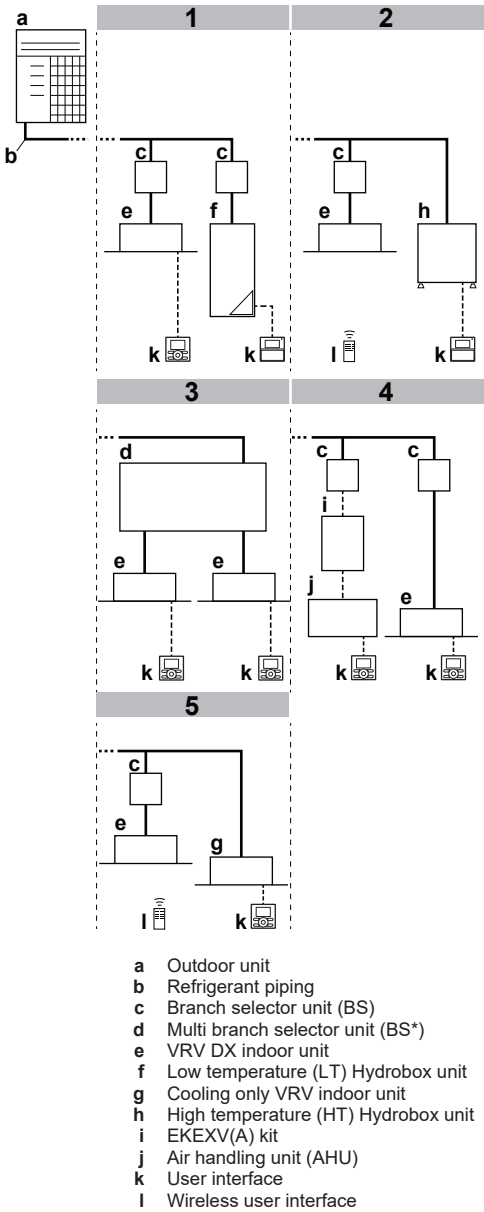 a
1
2
b
c
c
c
e
f
e
h
k
k
l
k
3
4
d
c
c
i
e
e
j
e
k
k
k
k
5
c
e
g
l
k
a Outdoor unit
b Refrigerant piping
c Branch selector unit (BS)
d Multi branch selector unit (BS*)
e VRV DX indoor unit
f Low temperature (LT) Hydrobox unit
g Cooling only VRV indoor unit
h High temperature (HT) Hydrobox unit
i EKEXV(A) kit
j Air handling unit (AHU)
k User interface
l Wireless user interface